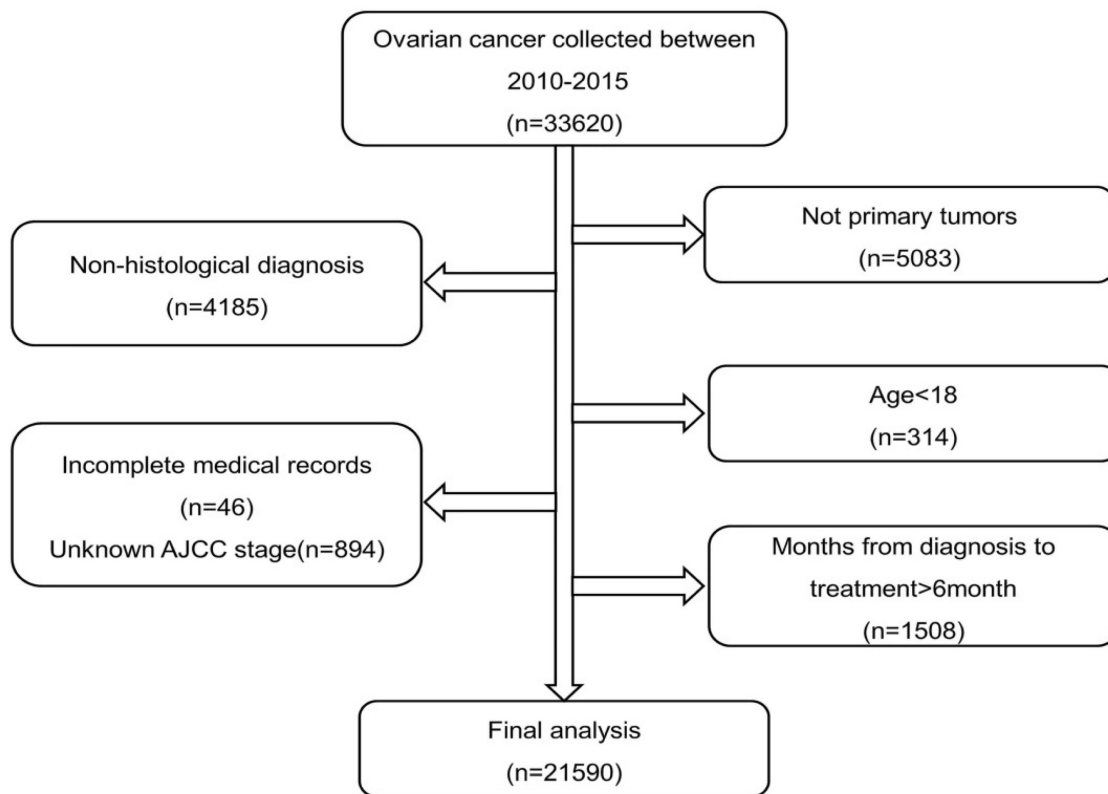 Ovarian cancer collected between
2010-2015
(n=33620)
Not primary tumors
(n=5083)
Non-histological diagnosis
(n=4185)
Age<18
(n=314)
Incomplete medical records
(n=46)
Unknown AJCC stage(n=894)
Months from diagnosis to
treatment>6month
(n=1508)
Final analysis
(n=21590)